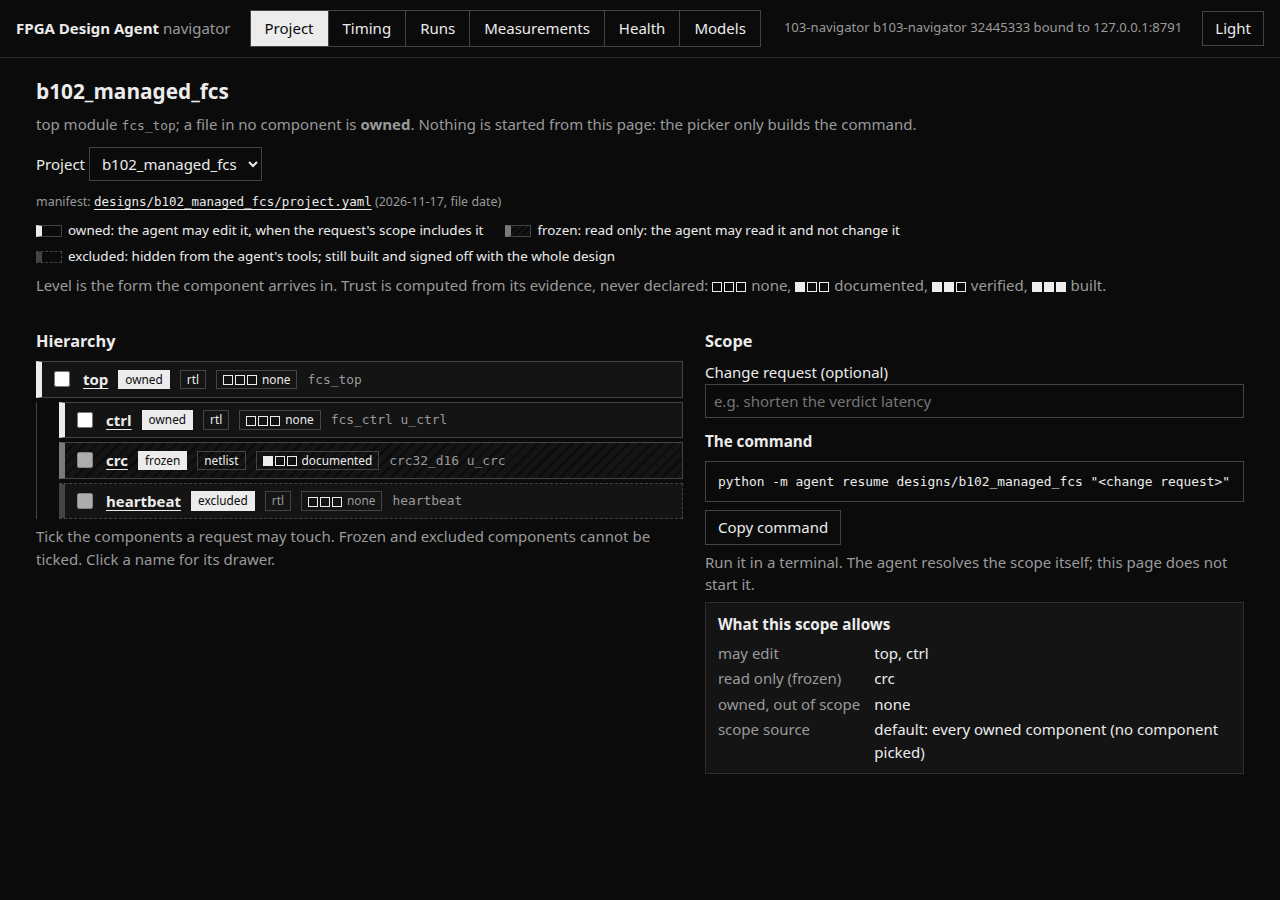 FPGA Design Agent navigator Project Timing Runs Measurements Health Models 103-navigator b103-navigator 32445333 bound to 127.0.0.1:8791 Light
b102_managed_fcs
top module fcs_top; a file in no component is owned. Nothing is started from this page: the picker only builds the command.
Project b102_managed_fcs
manifest: designs/b102_managed_fcs/project.yaml (2026-11-17, file date)
owned: the agent may edit it, when the request's scope includes it frozen: read only: the agent may read it and not change it
excluded: hidden from the agent's tools; still built and signed off with the whole design
Level is the form the component arrives in. Trust is computed from its evidence, never declared: none, documented, verified, built.
Hierarchy
top owned rtl none fcs_top
ctrl owned rtl none fcs_ctrl u_ctrl
crc frozen netlist documented crc32_d16 u_crc
heartbeat excluded rtl none heartbeat
Tick the components a request may touch. Frozen and excluded components cannot be
ticked. Click a name for its drawer.
Scope
Change request (optional)
e.g. shorten the verdict latency
The command
python -m agent resume designs/b102_managed_fcs "<change request>"
Copy command
Run it in a terminal. The agent resolves the scope itself; this page does not
start it.
What this scope allows
may edit top, ctrl
read only (frozen) crc
owned, out of scope none
scope source default: every owned component (no component
picked)